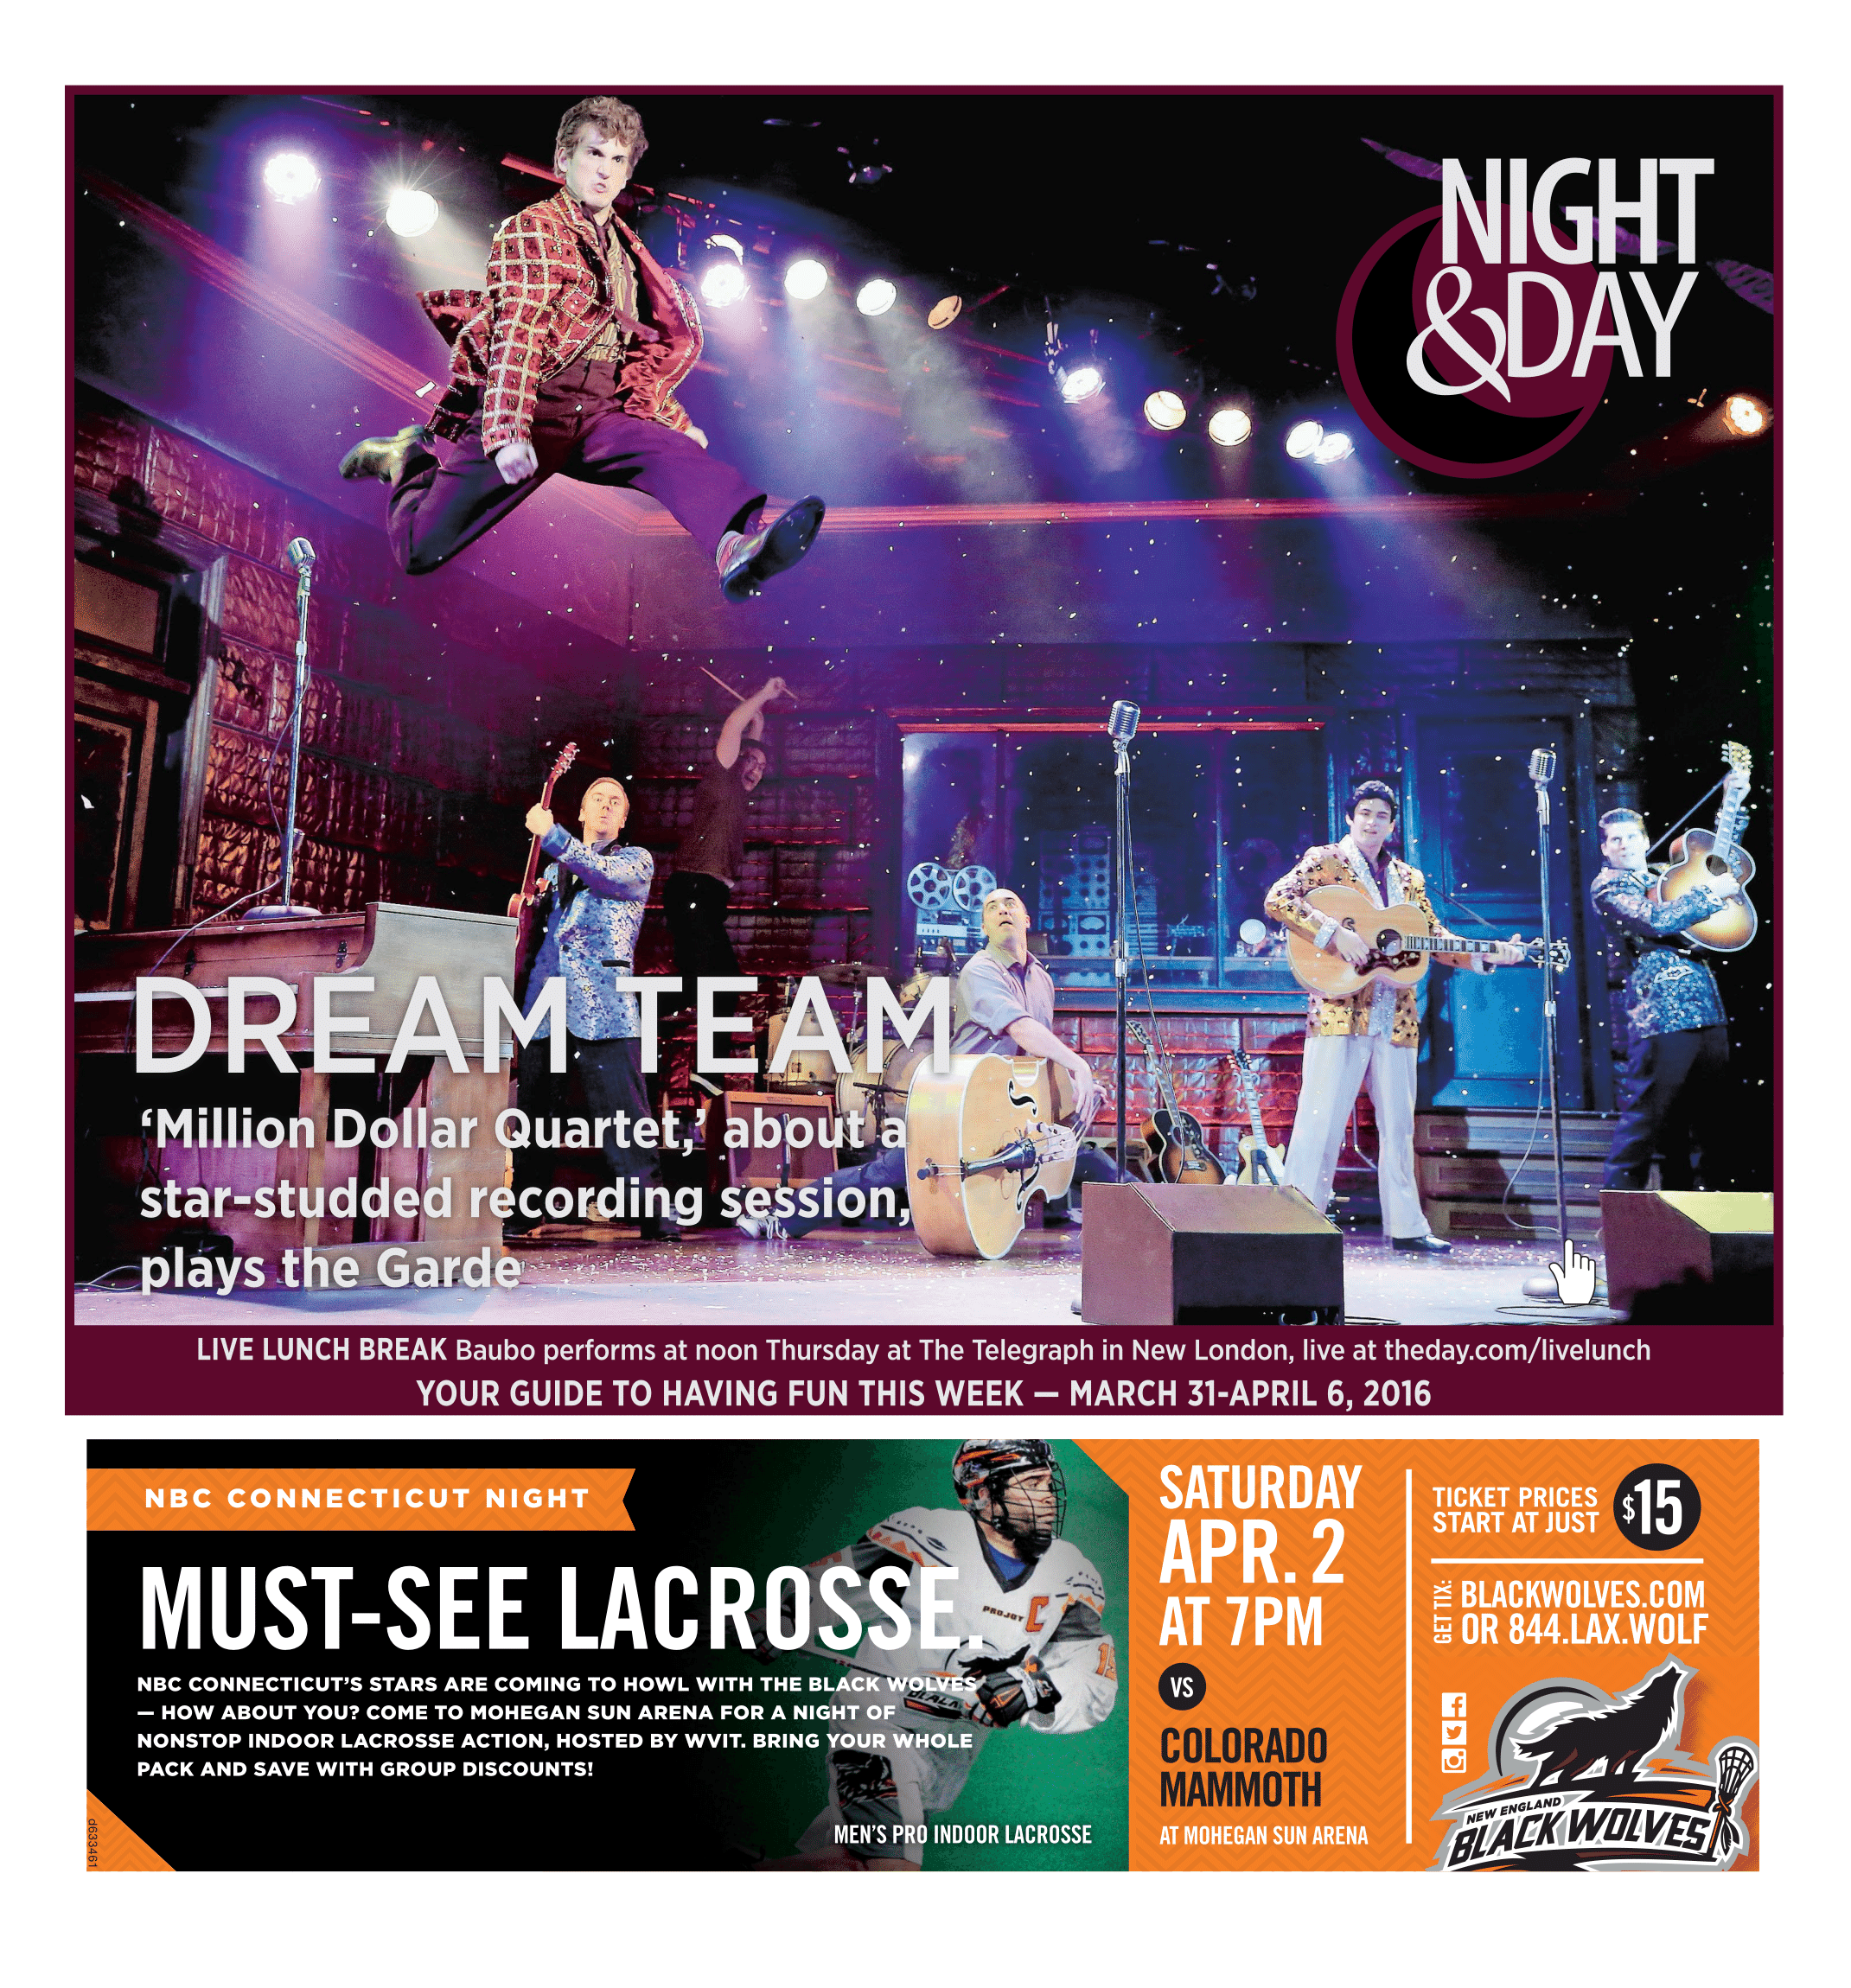 NIGHT
&DAY
DREAM TEAM
‘Million Dollar Quartet,’ about a
star-studded recording session,
plays the Garde
LIVE LUNCH BREAK Baubo performs at noon Thursday at The Telegraph in New London, live at theday.com/livelunch
YOUR GUIDE TO HAVING FUN THIS WEEK — MARCH 31-APRIL 6, 2016
NBC CONNECTICUT NIGHT
MUST-SEE LACROSSE.
NBC CONNECTICUT’S STARS ARE COMING TO HOWL WITH THE BLACK WOLVES
— HOW ABOUT YOU? COME TO MOHEGAN SUN ARENA FOR A NIGHT OF
NONSTOP INDOOR LACROSSE ACTION, HOSTED BY WVIT. BRING YOUR WHOLE
PACK AND SAVE WITH GROUP DISCOUNTS!
d633461
PROJOY C
MEN’S PRO INDOOR LACROSSE
SATURDAY
APR. 2
AT 7PM
VS
COLORADO
MAMMOTH
AT MOHEGAN SUN ARENA
TICKET PRICES
START AT JUST
$15
GET TIX:
BLACKWOLVES.COM
OR 844.LAX.WOLF
NEW ENGLAND
BLACK WOLVES